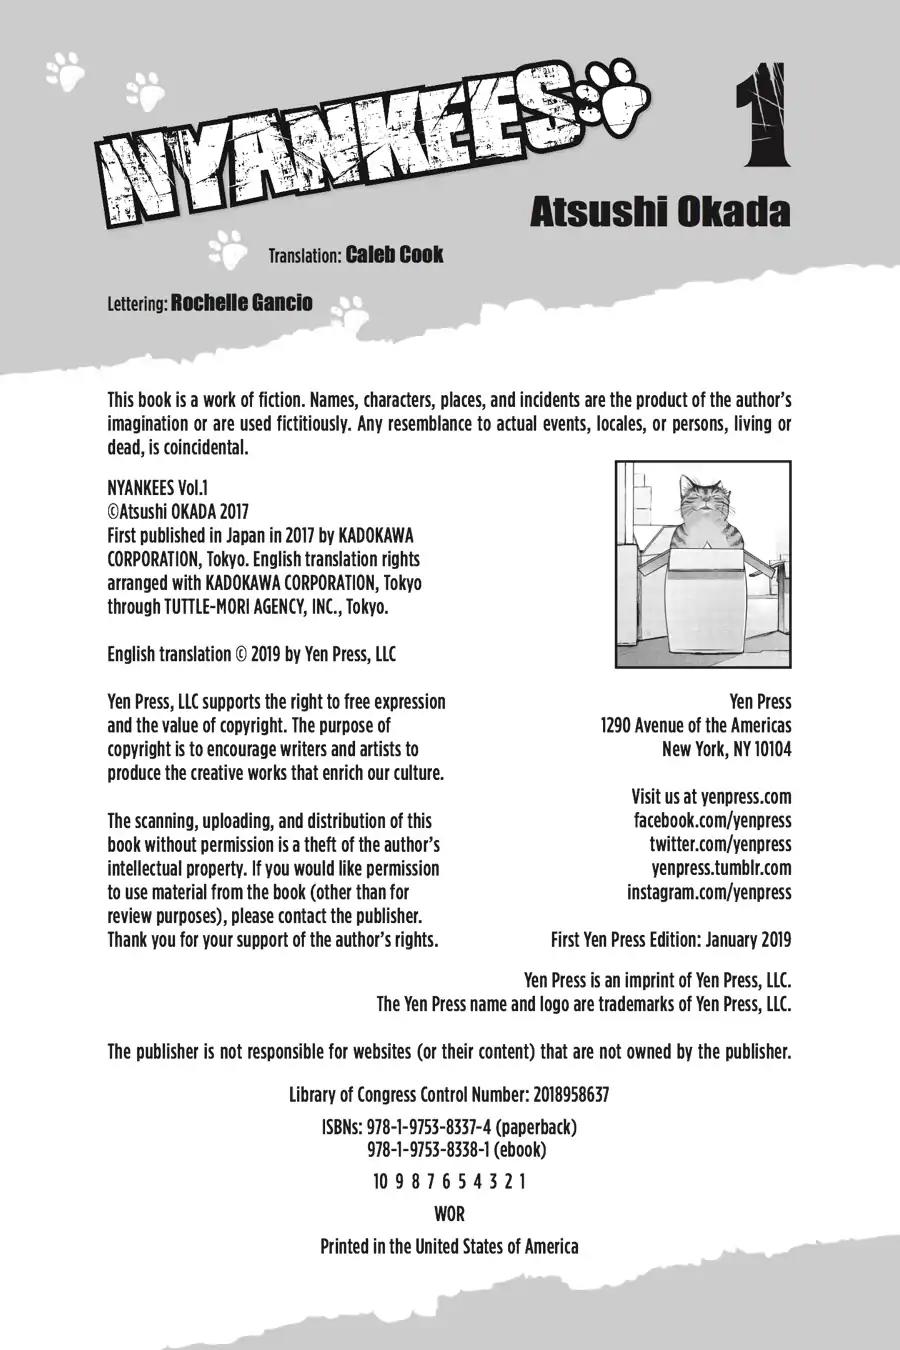 NYANKEES
1
Atsushi Okada
Translation: Caleb Cook
Lettering: Rochelle Gancio
This book is a work of fiction. Names, characters, places, and incidents are the product of the author's
imagination or are used fictitiously. Any resemblance to actual events, locales, or persons, living or
dead, is coincidental.
NYANKEES Vol.1
©Atsushi OKADA 2017
First published in Japan in 2017 by KADOKAWA
CORPORATION, Tokyo. English translation rights
arranged with KADOKAWA CORPORATION, Tokyo
through TUTTLE-MORI AGENCY, INC., Tokyo.
English translation © 2019 by Yen Press, LLC
Yen Press, LLC supports the right to free expression
and the value of copyright. The purpose of
copyright is to encourage writers and artists to
produce the creative works that enrich our culture.
The scanning, uploading, and distribution of this
book without permission is a theft of the author's
intellectual property. If you would like permission
to use material from the book (other than for
review purposes), please contact the publisher.
Thank you for your support of the author's rights.
Yen Press
1290 Avenue of the Americas
New York, NY 10104
Visit us at yenpress.com
facebook.com/yenpress
twitter.com/yenpress
yenpress.tumblr.com
instagram.com/yenpress
First Yen Press Edition: January 2019
Yen Press is an imprint of Yen Press, LLC.
The Yen Press name and logo are trademarks of Yen Press, LLC.
The publisher is not responsible for websites (or their content) that are not owned by the publisher.
Library of Congress Control Number: 2018958637
ISBNs: 978-1-9753-8337-4 (paperback)
978-1-9753-8338-1 (ebook)
10 9 8 7 6 5 4 3 2 1
WOR
Printed in the United States of America